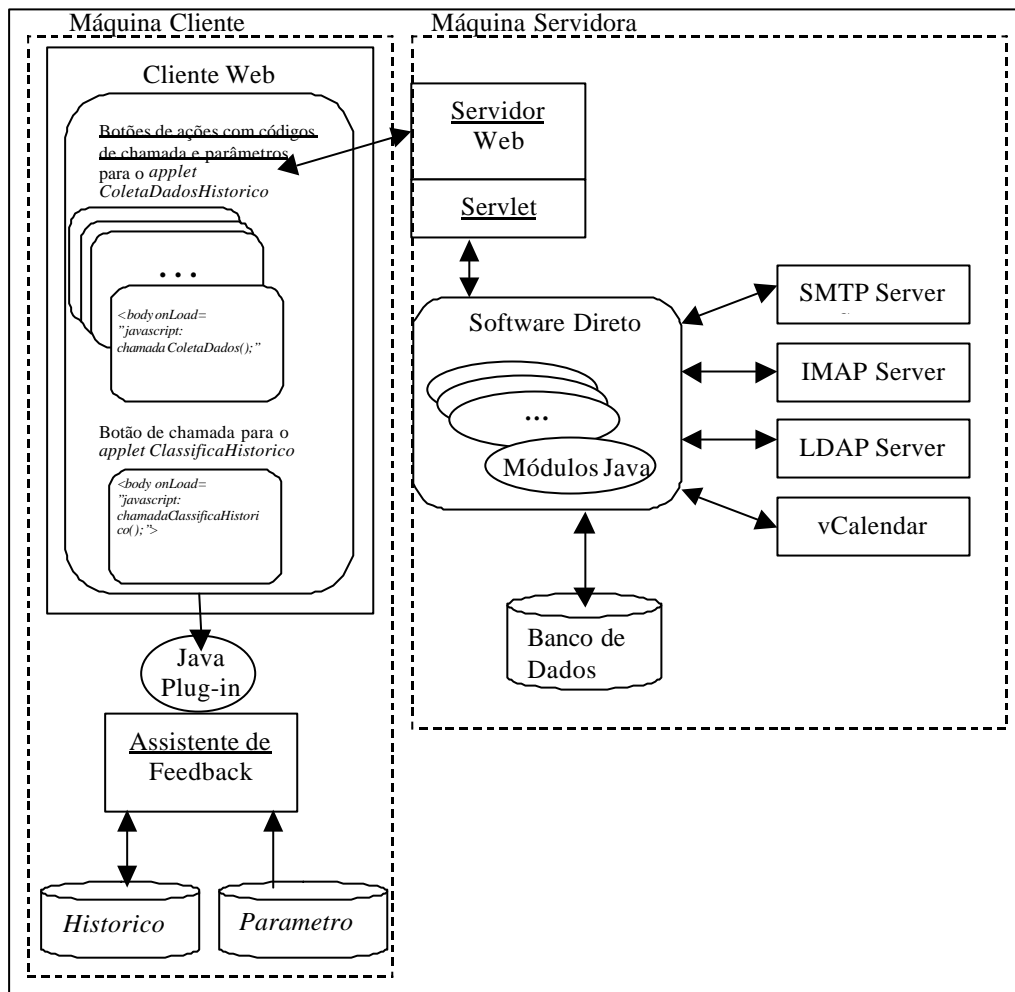 Máquina Cliente
Cliente Web
Botões de ações com códigos
de chamada e parâmetros
para o applet
ColetaDadosHistorico
...
<body onLoad=
”javascript:
chamadaColetaDados();”
Botão de chamada para o
applet ClassificaHistorico
<body onLoad=
”javascript:
chamadaClassificaHistori
co();”>
Java
Plug-in
Assistente de
Feedback
Historico
Parametro
Máquina Servidora
Servidor
Web
Servlet
Software Direto
...
Módulos Java
Banco de
Dados
SMTP Server
IMAP Server
LDAP Server
vCalendar